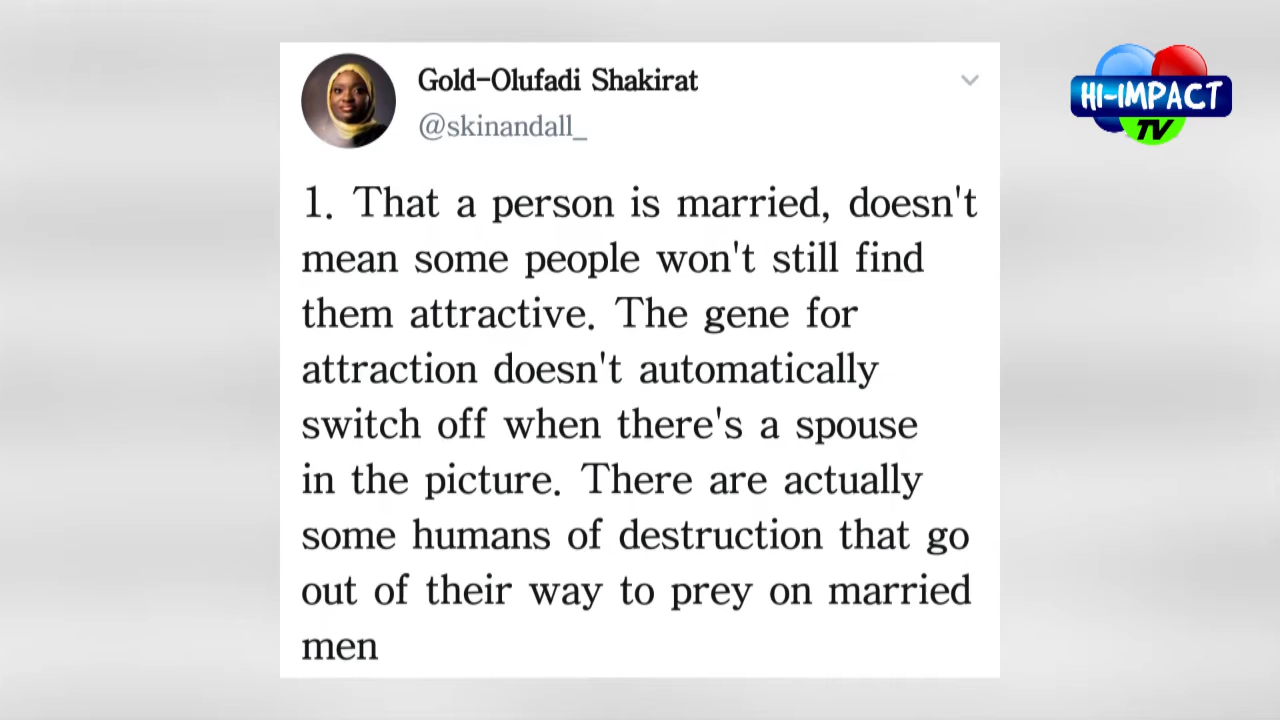 Gold-Olufadi Shakirat
@skinandall_
HI-IMPACT
TV
1. That a person is married, doesn't
mean some people won't still find
them attractive. The gene for
attraction doesn't automatically
switch off when there's a spouse
in the picture. There are actually
some humans of destruction that go
out of their way to prey on married
men